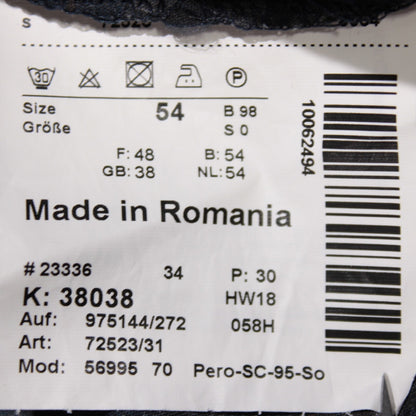 S
30 P
Size 54 B 98
Größe S 0
F: 48 B: 54
GB: 38 NL: 54
10062494
Made in Romania
# 23336 34 P: 30
K: 38038 HW18
Auf: 975144/272 058H
Art: 72523/31
Mod: 56995 70 Pero-SC-95-So